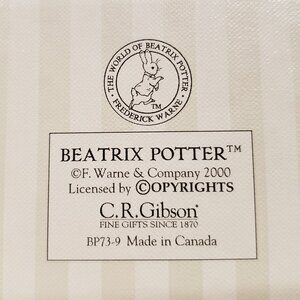 THE WORLD OF BEATRIX POTTER
FREDERICK WARNE
BEATRIX POTTER™
©F. Warne & Company 2000
Licensed by ©OPYRIGHTS
C.R.Gibson®
FINE GIFTS SINCE 1870
BP73-9 Made in Canada